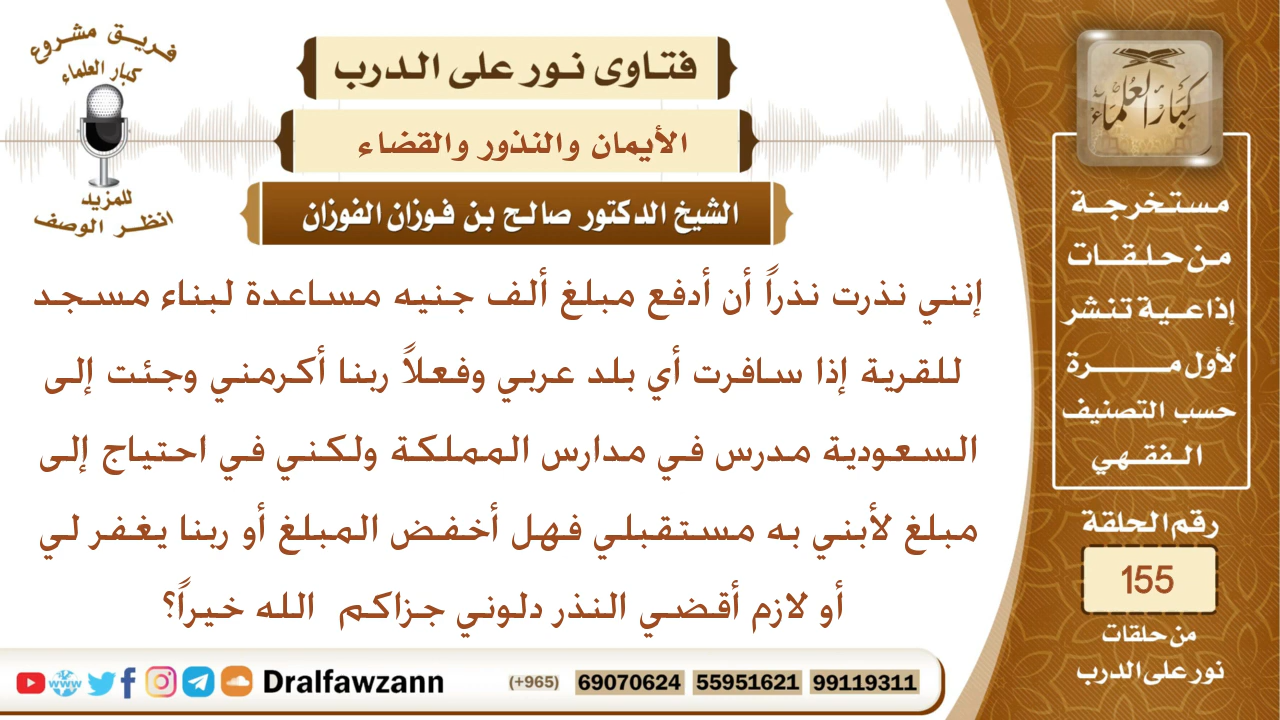 فريق مشروع
كبار العلماء
للمزيد
انظر الوصف
فتاوى نور على الدرب
الأيمان والنذور والقضاء
الشيخ الدكتور صالح بن فوزان الفوزان
إنني نذرت نذراً أن أدفع مبلغ ألف جنيه مساعدة لبناء مسجد
للقرية إذا سافرت أي بلد عربي وفعلاً ربنا أكرمني وجئت إلى
السعودية مدرس في مدارس المملكة ولكني في احتياج إلى
مبلغ لأبني به مستقبلي فهل أخفض المبلغ أو ربنا يغفر لي
أو لازم أقضي النذر دلوني جزاكم الله خيراً؟
كبار العلماء
مستخرجة
من حلقات
إذاعية تنشر
لأول مرة
حسب التصنيف
الفقهي
رقم الحلقة
155
من حلقات
نور على الدرب
www
Dralfawzann
(+965) 69070624 55951621 99119311